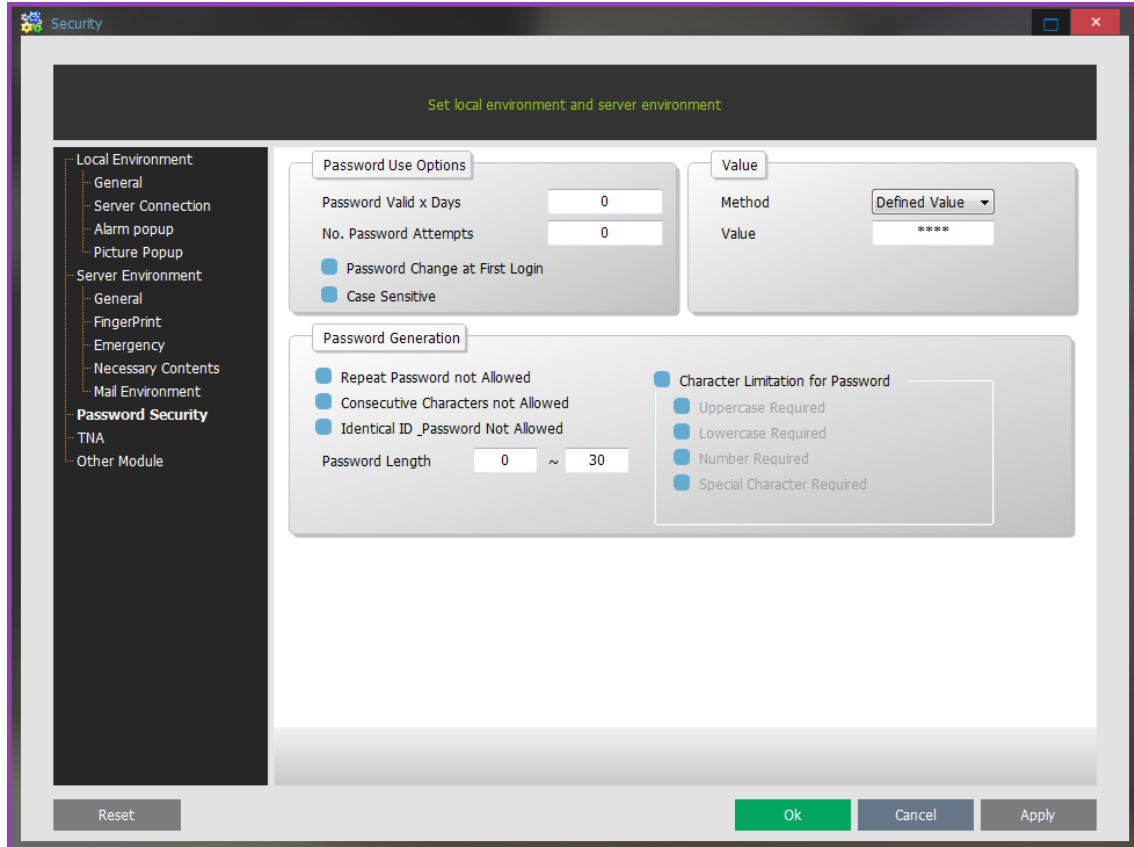 Security
Set local environment and server environment
Local Environment
General
Server Connection
Alarm popup
Picture Popup
Server Environment
General
FingerPrint
Emergency
Necessary Contents
Mail Environment
Password Security
TNA
Other Module
Password Use Options
Password Valid x Days 0
No. Password Attempts 0
Password Change at First Login
Case Sensitive
Value
Method Defined Value
Value ****
Password Generation
Repeat Password not Allowed
Consecutive Characters not Allowed
Identical ID _Password Not Allowed
Password Length 0 ~ 30
Character Limitation for Password
Uppercase Required
Lowercase Required
Number Required
Special Character Required
Reset Ok Cancel Apply